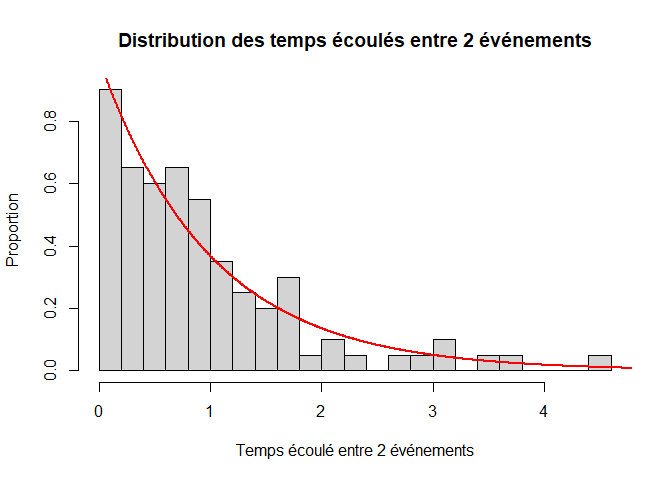 Distribution des temps écoulés entre 2 événements
Proportion
0.8
0.6
0.4
0.2
0.0
0 1 2 3 4
Temps écoulé entre 2 événements